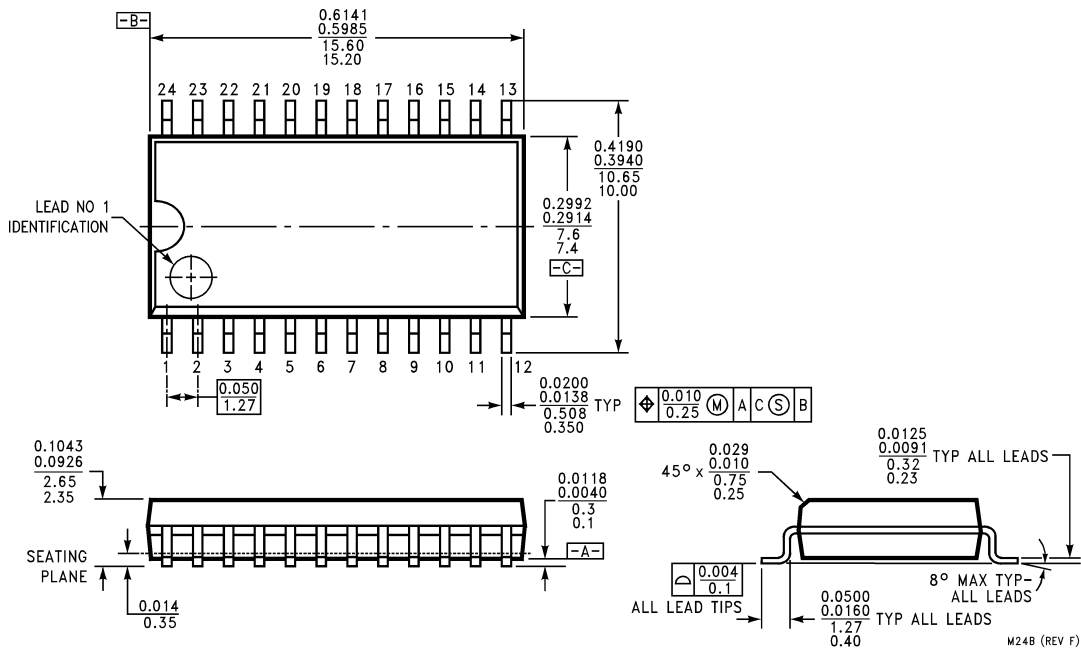 -B-
0.6141
0.5985
15.60
15.20
24 23 22 21 20 19 18 17 16 15 14 13
0.4190
0.3940
10.65
10.00
LEAD NO 1
IDENTIFICATION
0.2992
0.2914
7.6
7.4
-C-
1 2 3 4 5 6 7 8 9 10 11 12
0.050
1.27
0.0200
0.0138
0.508
0.350
TYP
0.010
0.25
M A C S B
0.1043
0.0926
2.65
2.35
0.0118
0.0040
0.3
0.1
-A-
SEATING
PLANE
0.014
0.35
45° x
0.029
0.010
0.75
0.25
0.0125
0.0091
0.32
0.23
TYP ALL LEADS
0.004
0.1
ALL LEAD TIPS
0.0500
0.0160
1.27
0.40
TYP ALL LEADS
8° MAX TYP-
ALL LEADS
M24B (REV F)